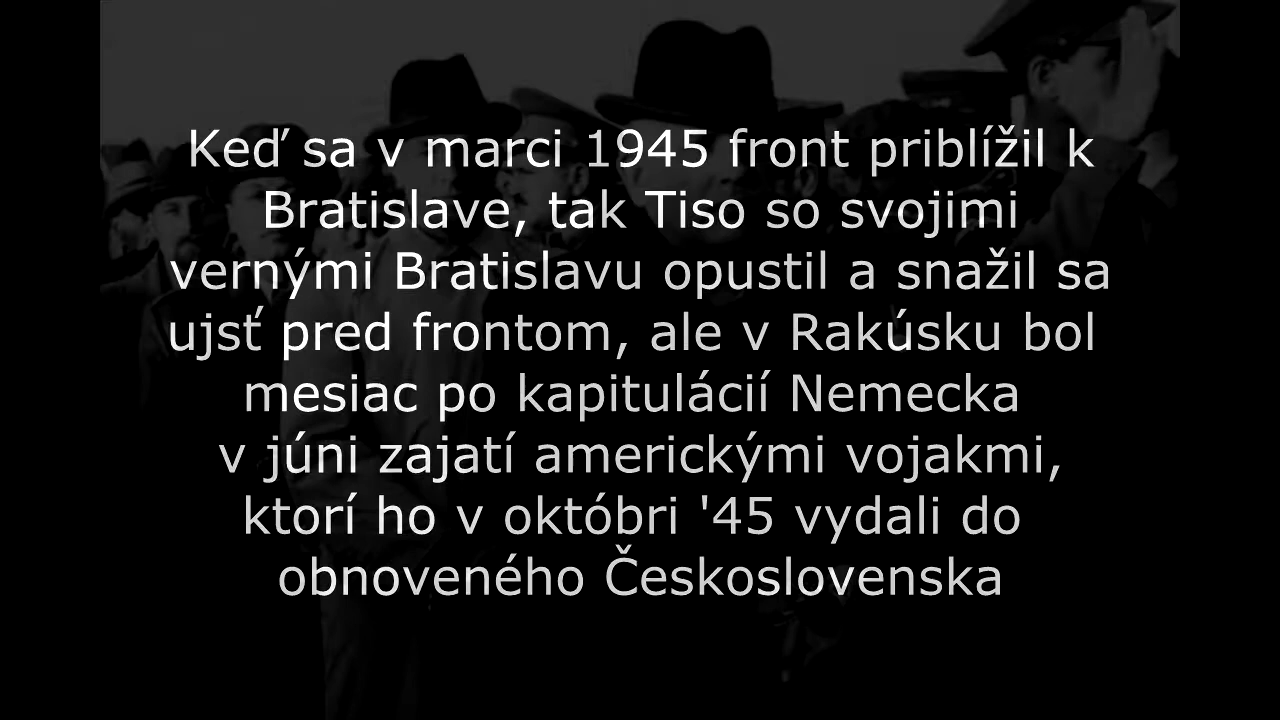 Keď sa v marci 1945 front priblížil k
Bratislave, tak Tiso so svojimi
vernými Bratislavu opustil a snažil sa
ujsť pred frontom, ale v Rakúsku bol
mesiac po kapitulácií Nemecka
v júni zajatí americkými vojakmi,
ktorí ho v októbri '45 vydali do
obnoveného Československa